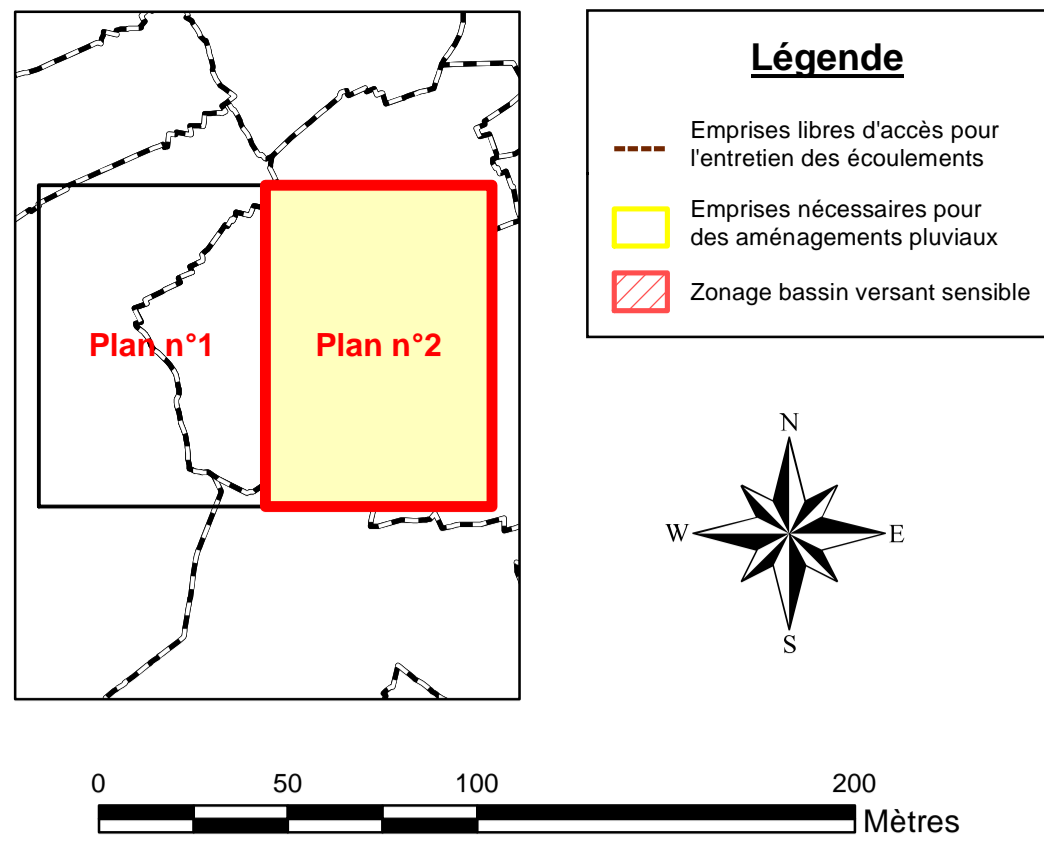 Plan n°1
Plan n°2
Légende
Emprises libres d'accès pour
l'entretien des écoulements
Emprises nécessaires pour
des aménagements pluviaux
Zonage bassin versant sensible
N
W
E
S
0 50 100 200
Mètres